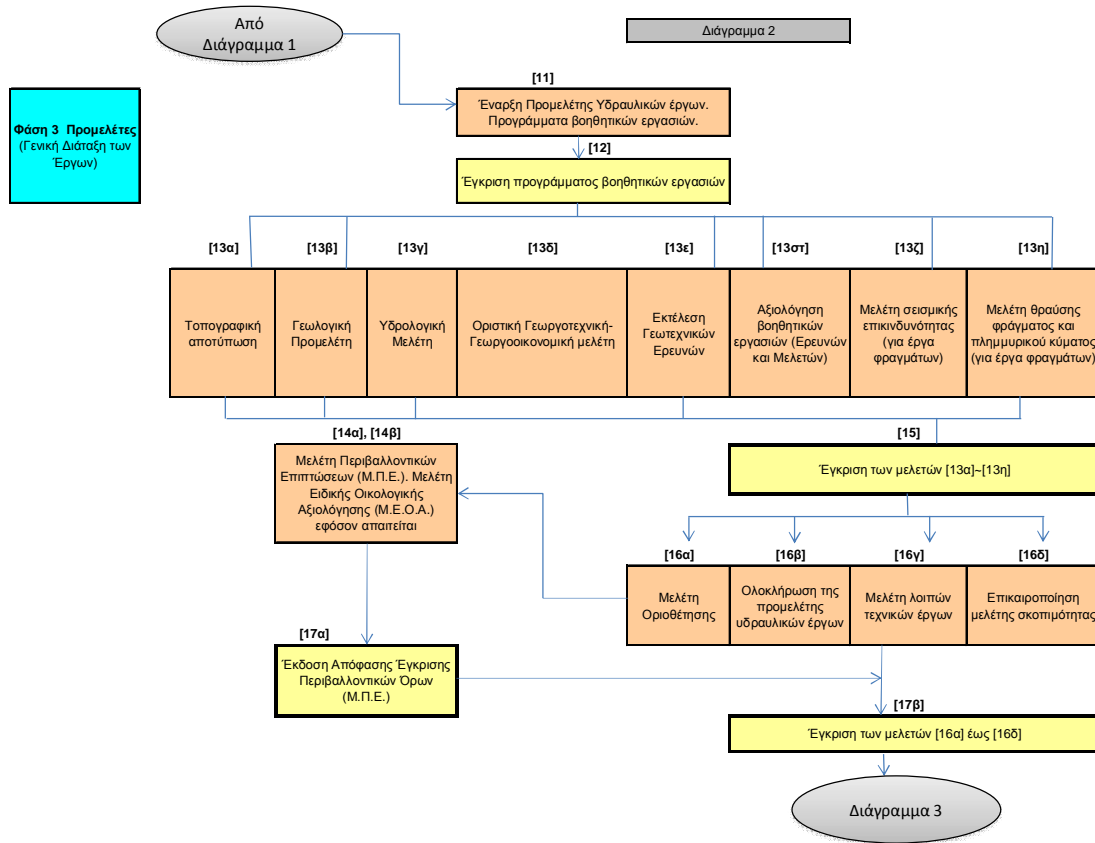 Από
Διάγραμμα 1
Διάγραμμα 2
[11]
Έναρξη Προμελέτης Υδραυλικών έργων.
Προγράμματα βοηθητικών εργασιών.
Φάση 3 Προμελέτες
(Γενική Διάταξη των
Έργων)
[12]
Έγκριση προγράμματος βοηθητικών εργασιών
[13α]
[13β]
[13γ]
[13δ]
[13ε]
[13στ]
[13ζ]
[13η]
Τοπογραφική
αποτύπωση
Γεωλογική
Προμελέτη
Υδρολογική
Μελέτη
Οριστική Γεωργοτεχνική-
Γεωργοοικονομική μελέτη
Εκτέλεση
Γεωτεχνικών
Ερευνών
Αξιολόγηση
βοηθητικών
εργασιών (Ερευνών
και Μελετών)
Μελέτη σεισμικής
επικινδυνότητας
(για έργα
φραγμάτων)
Μελέτη θραύσης
φράγματος και
πλημμυρικού κύματος
(για έργα φραγμάτων)
[14α], [14β]
Μελέτη Περιβαλλοντικών
Επιπτώσεων (Μ.Π.Ε.). Μελέτη
Ειδικής Οικολογικής
Αξιολόγησης (Μ.Ε.Ο.Α.)
εφόσον απαιτείται
[15]
Έγκριση των μελετών [13α]~[13η]
[16α]
[16β]
[16γ]
[16δ]
Μελέτη
Οριοθέτησης
Ολοκλήρωση της
προμελέτης
υδραυλικών έργων
Μελέτη λοιπών
τεχνικών έργων
Επικαιροποίηση
μελέτης σκοπιμότητας
[17α]
Έκδοση Απόφασης Έγκρισης
Περιβαλλοντικών Όρων
(Μ.Π.Ε.)
[17β]
Έγκριση των μελετών [16α] έως [16δ]
Διάγραμμα 3